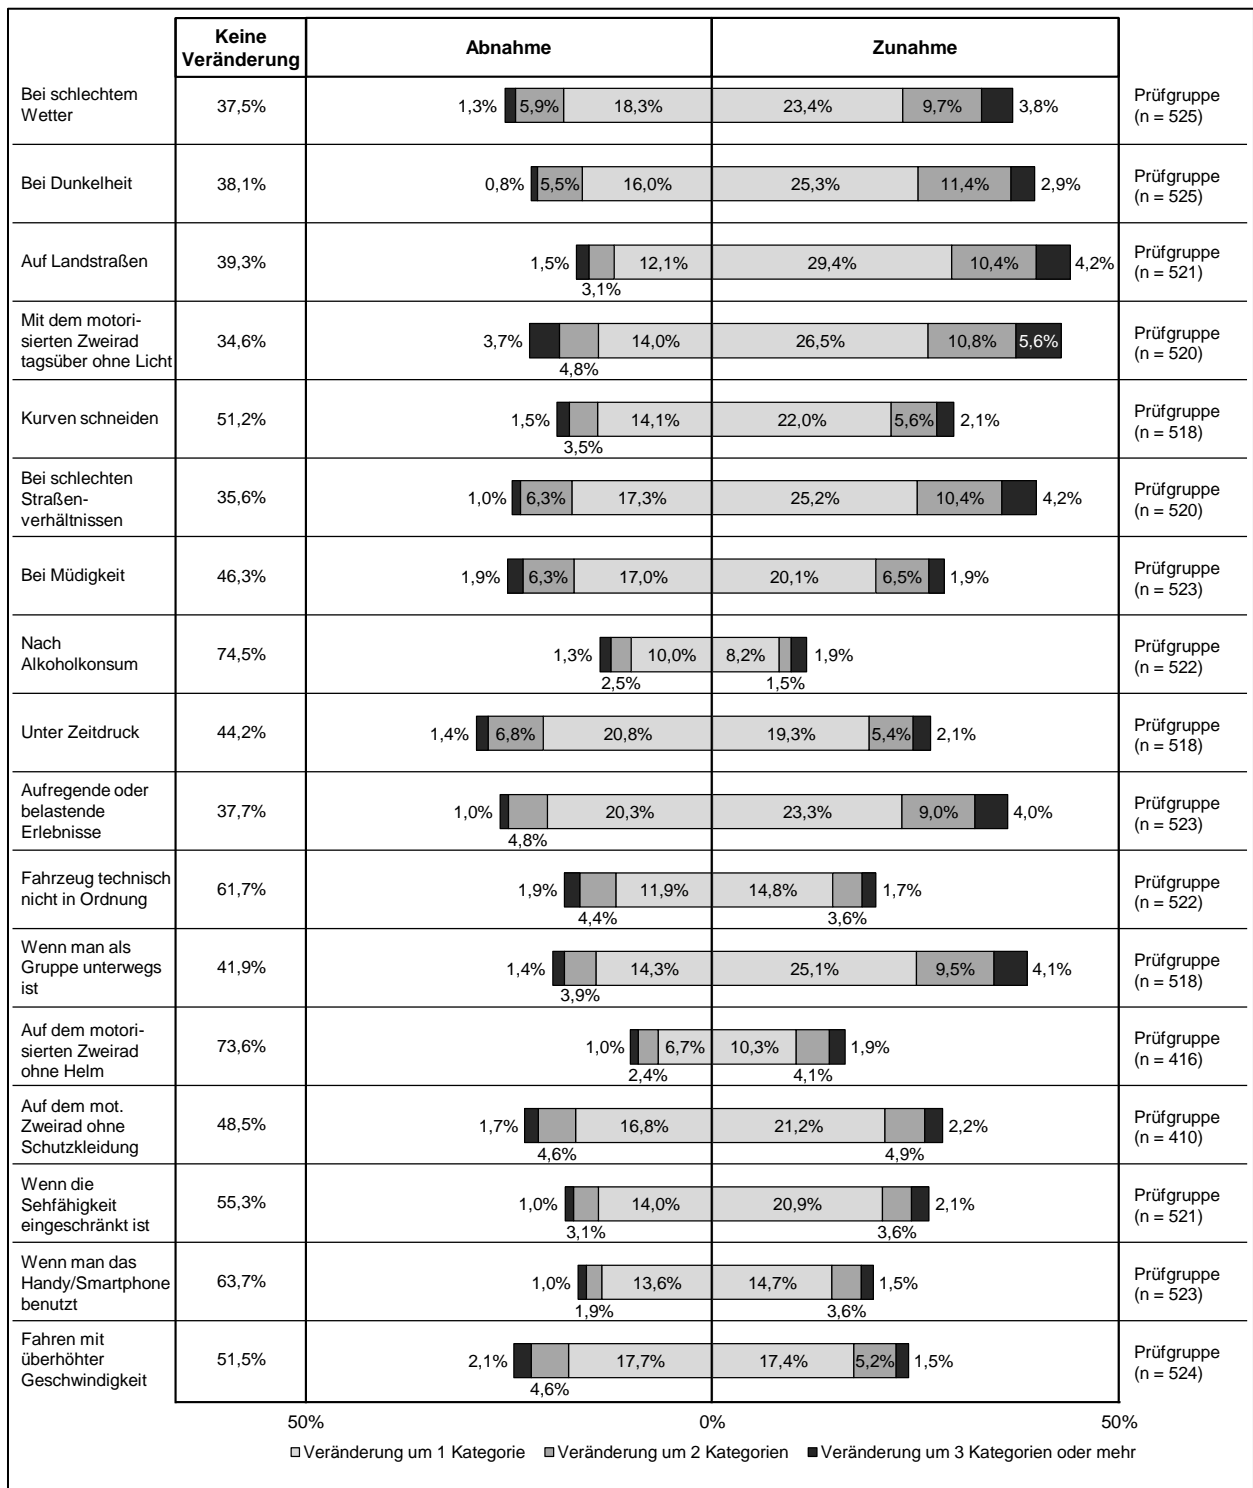 Keine
Veränderung
Abnahme
Zunahme
Bei schlechtem
Wetter
37,5%
1,3%
5,9%
18,3%
23,4%
9,7%
3,8%
Prüfgruppe
(n = 525)
Bei Dunkelheit
38,1%
0,8%
5,5%
16,0%
25,3%
11,4%
2,9%
Prüfgruppe
(n = 525)
Auf Landstraßen
39,3%
1,5%
3,1%
12,1%
29,4%
10,4%
4,2%
Prüfgruppe
(n = 521)
Mit dem motori-
sierten Zweirad
tagsüber ohne Licht
34,6%
3,7%
4,8%
14,0%
26,5%
10,8%
5,6%
Prüfgruppe
(n = 520)
Kurven schneiden
51,2%
1,5%
3,5%
14,1%
22,0%
5,6%
2,1%
Prüfgruppe
(n = 518)
Bei schlechten
Straßen-
verhältnissen
35,6%
1,0%
6,3%
17,3%
25,2%
10,4%
4,2%
Prüfgruppe
(n = 520)
Bei Müdigkeit
46,3%
1,9%
6,3%
17,0%
20,1%
6,5%
1,9%
Prüfgruppe
(n = 523)
Nach
Alkoholkonsum
74,5%
1,3%
2,5%
10,0%
8,2%
1,5%
1,9%
Prüfgruppe
(n = 522)
Unter Zeitdruck
44,2%
1,4%
6,8%
20,8%
19,3%
5,4%
2,1%
Prüfgruppe
(n = 518)
Aufregende oder
belastende
Erlebnisse
37,7%
1,0%
4,8%
20,3%
23,3%
9,0%
4,0%
Prüfgruppe
(n = 523)
Fahrzeug technisch
nicht in Ordnung
61,7%
1,9%
4,4%
11,9%
14,8%
3,6%
1,7%
Prüfgruppe
(n = 522)
Wenn man als
Gruppe unterwegs
ist
41,9%
1,4%
3,9%
14,3%
25,1%
9,5%
4,1%
Prüfgruppe
(n = 518)
Auf dem motori-
sierten Zweirad
ohne Helm
73,6%
1,0%
2,4%
6,7%
10,3%
4,1%
1,9%
Prüfgruppe
(n = 416)
Auf dem mot.
Zweirad ohne
Schutzkleidung
48,5%
1,7%
4,6%
16,8%
21,2%
4,9%
2,2%
Prüfgruppe
(n = 410)
Wenn die
Sehfähigkeit
eingeschränkt ist
55,3%
1,0%
3,1%
14,0%
20,9%
3,6%
2,1%
Prüfgruppe
(n = 521)
Wenn man das
Handy/Smartphone
benutzt
63,7%
1,0%
1,9%
13,6%
14,7%
3,6%
1,5%
Prüfgruppe
(n = 523)
Fahren mit
überhöhter
Geschwindigkeit
51,5%
2,1%
4,6%
17,7%
17,4%
5,2%
1,5%
Prüfgruppe
(n = 524)
50%
0%
50%
Veränderung um 1 Kategorie
Veränderung um 2 Kategorien
Veränderung um 3 Kategorien oder mehr